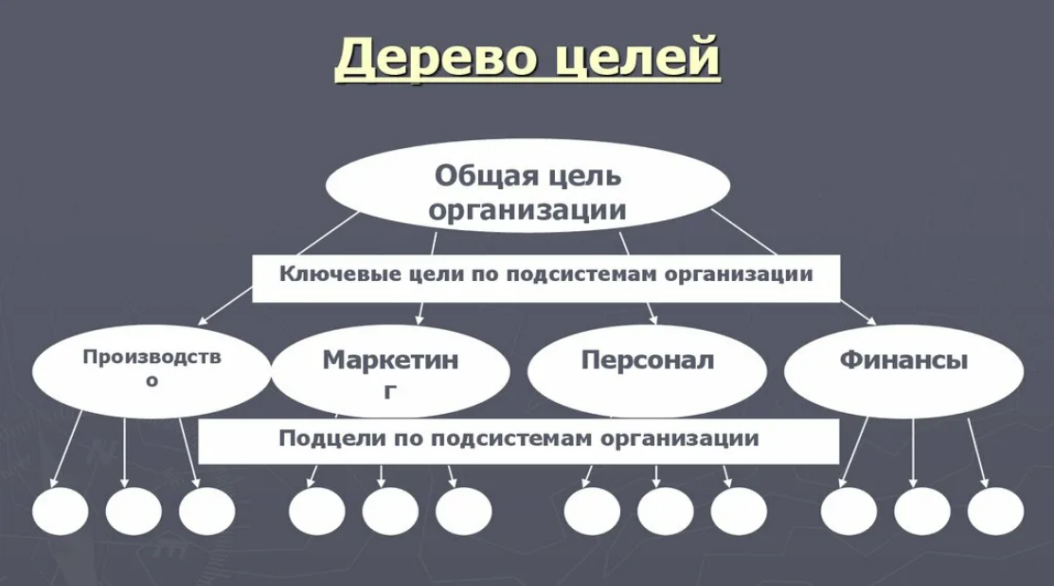 Дерево целей
Общая цель
организации
Ключевые цели по подсистемам организации
Производств
о
Маркетин
г
Персонал
Финансы
Подцели по подсистемам организации